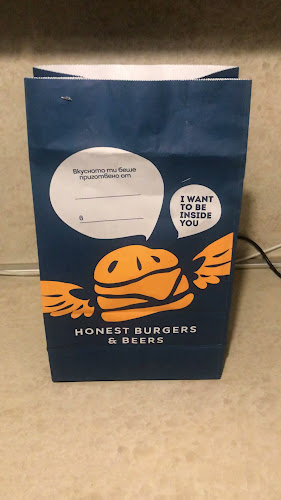 Вкусното ти беше
приготвено от
в
I WANT
TO BE
INSIDE
YOU
HONEST BURGERS
& BEERS